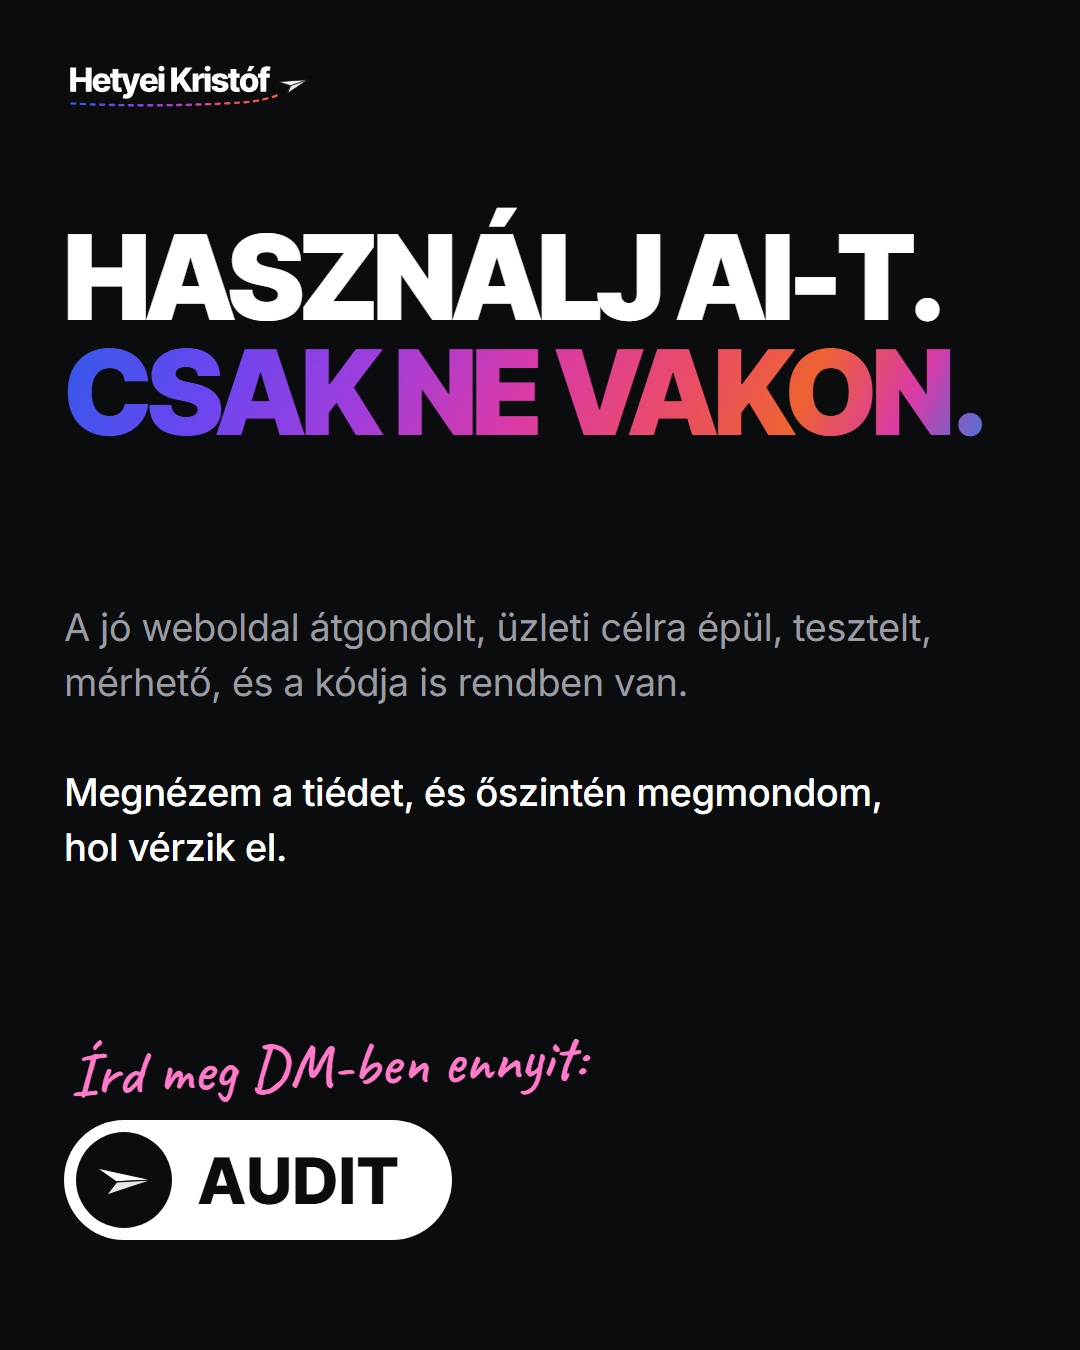 Hetyei Kristóf
HASZNÁLJ AI-T.
CSAK NE VAKON.
A jó weboldal átgondolt, üzleti célra épül, tesztelt,
mérhető, és a kódja is rendben van.
Megnézem a tiédet, és őszintén megmondom,
hol vérzik el.
Írd meg DM-ben ennyit:
AUDIT